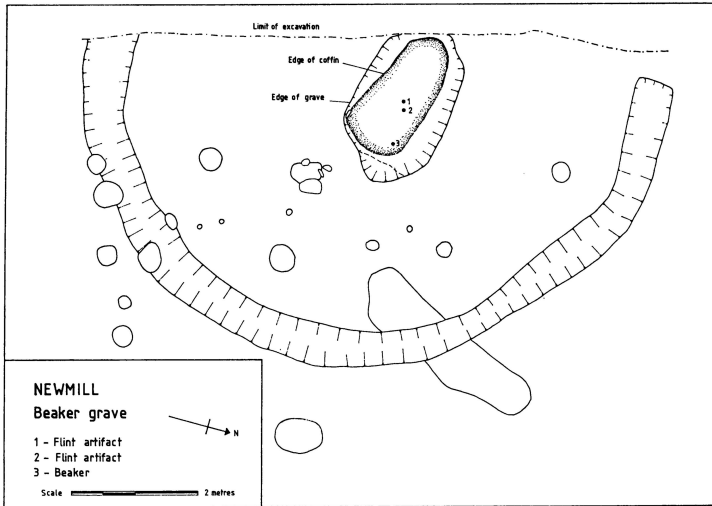 Limit of excavation
Edge of coffin
Edge of grave
1
2
3
NEWMILL
Beaker grave
N
1 - Flint artifact
2 - Flint artifact
3 - Beaker
Scale 2 metres